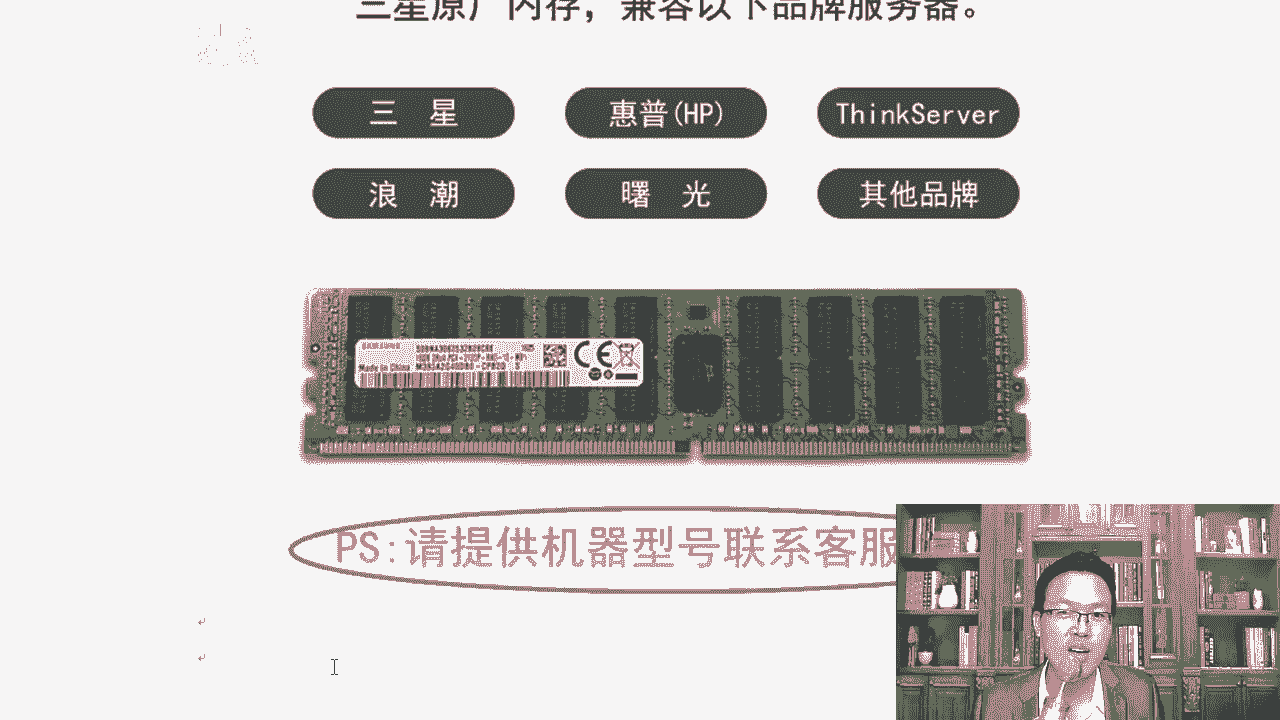 三星原厂内存，兼容以下品牌服务器。
三 星
惠普(HP)
ThinkServer
浪 潮
曙 光
其他品牌
SAMSUNG
Made in China
CE
PS:请提供机器型号联系客服